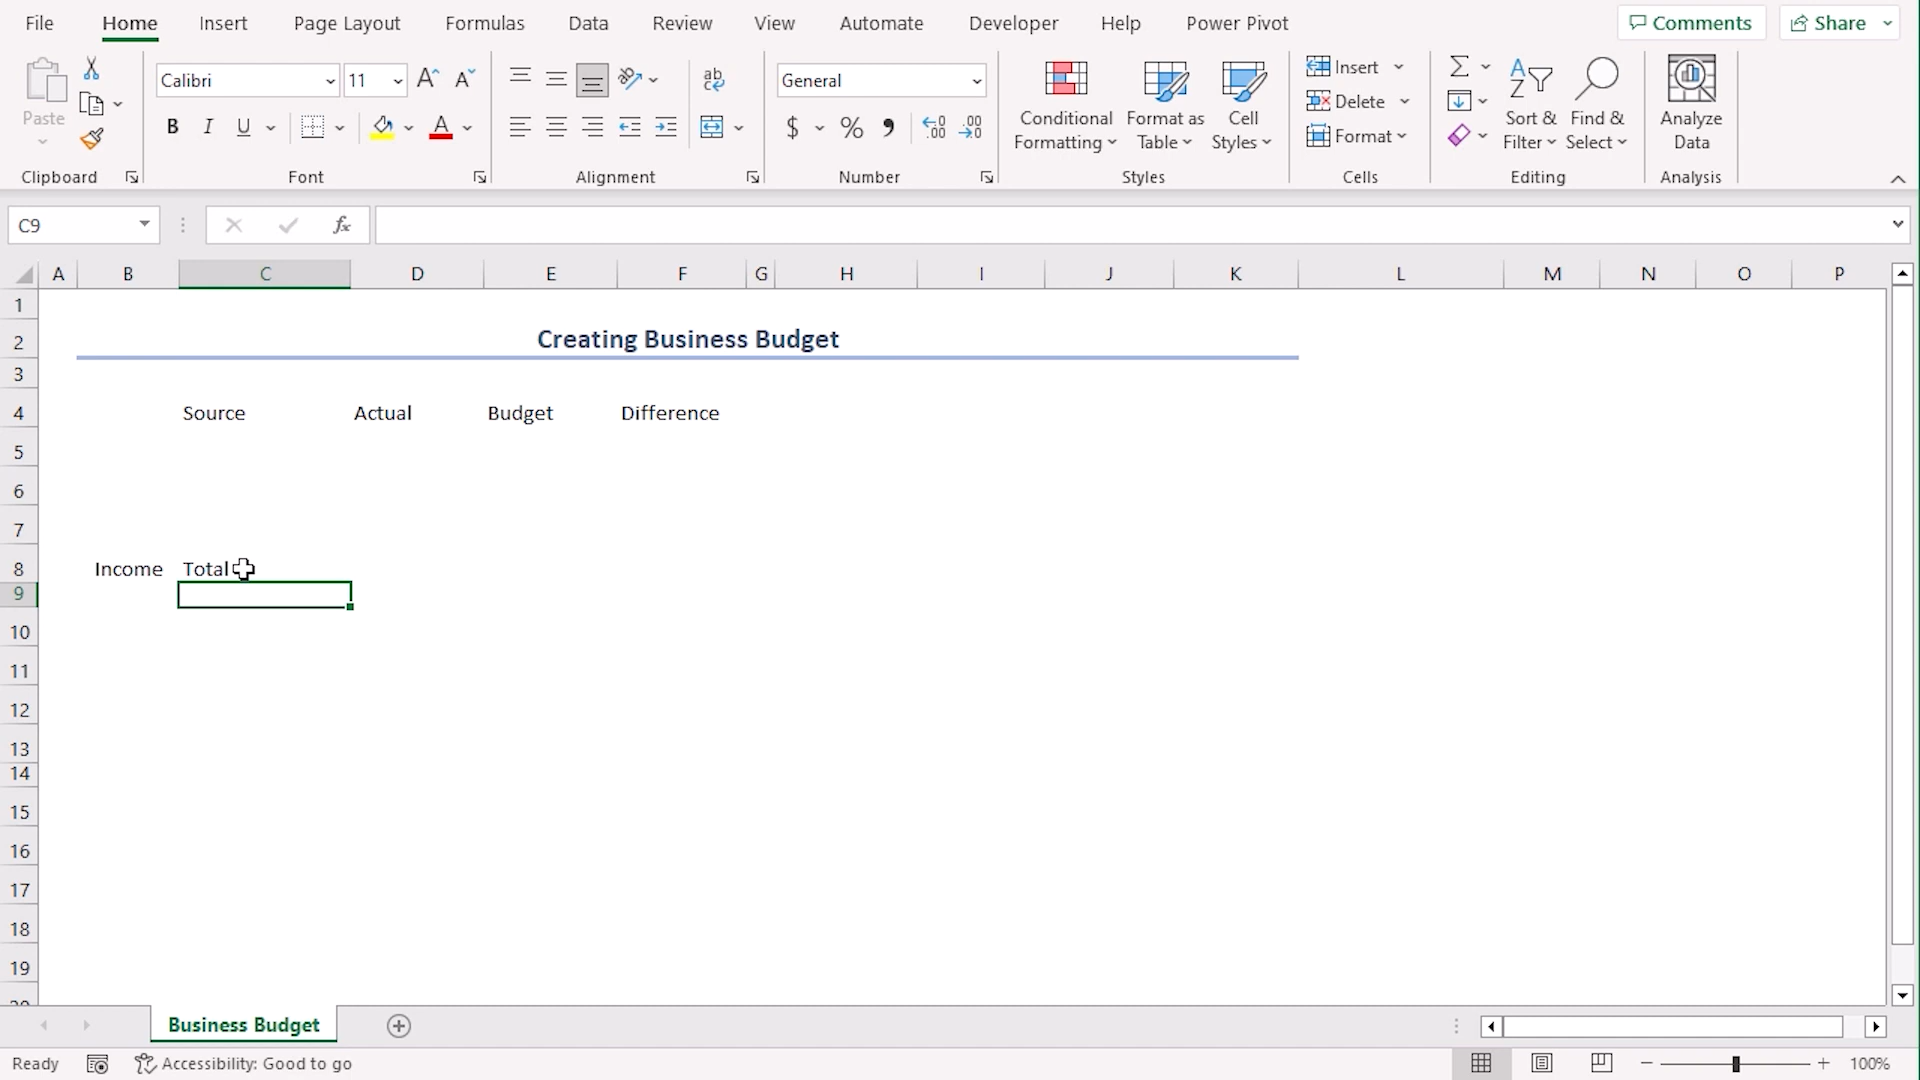 File Home Insert Page Layout Formulas Data Review View Automate Developer Help Power Pivot Comments Share
Paste
Clipboard
Calibri 11
B I U A
Font
ab
Alignment
General
$ % 9
Number
Conditional Formatting
Format as Table
Cell Styles
Styles
Insert
Delete
Format
Cells
Sort & Filter
Find & Select
Editing
Analyze Data
Analysis
C9 fx
A B C D E F G H I J K L M N O P
1
2 Creating Business Budget
3
4 Source Actual Budget Difference
5
6
7
8 Income Total
9
10
11
12
13
14
15
16
17
18
19
20
Business Budget
Ready Accessibility: Good to go 100%